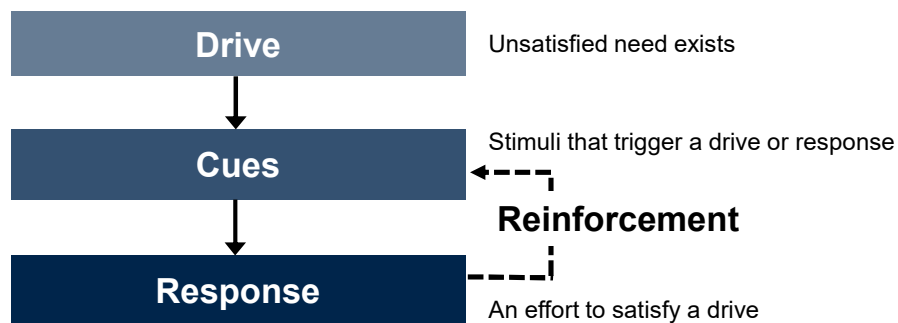 Drive
Unsatisfied need exists
Stimuli that trigger a drive or response
Cues
Reinforcement
Response
An effort to satisfy a drive